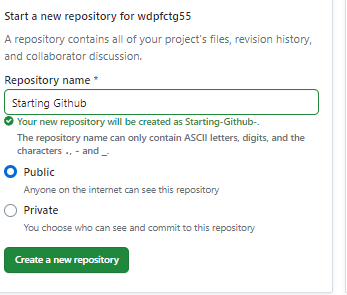 Start a new repository for wdpfctg55
A repository contains all of your project's files, revision history,
and collaborator discussion.
Repository name *
Starting Github
Your new repository will be created as Starting-Github-.
The repository name can only contain ASCII letters, digits, and the
characters ., - and _.
Public
Anyone on the internet can see this repository
Private
You choose who can see and commit to this repository
Create a new repository